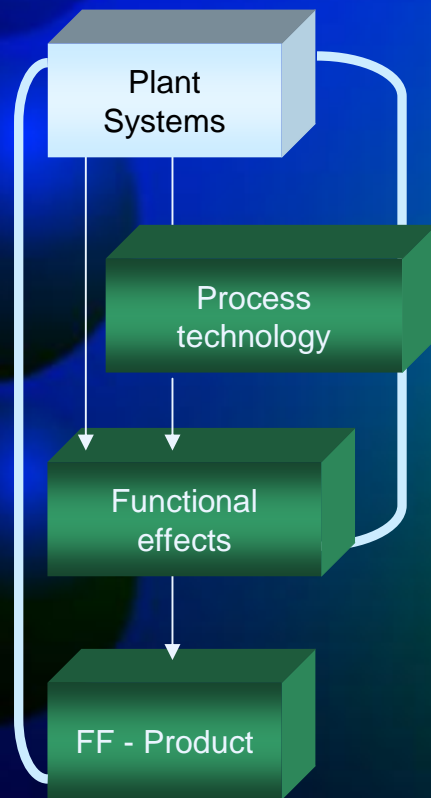 Plant
Systems
Process
technology
Functional
effects
FF - Product